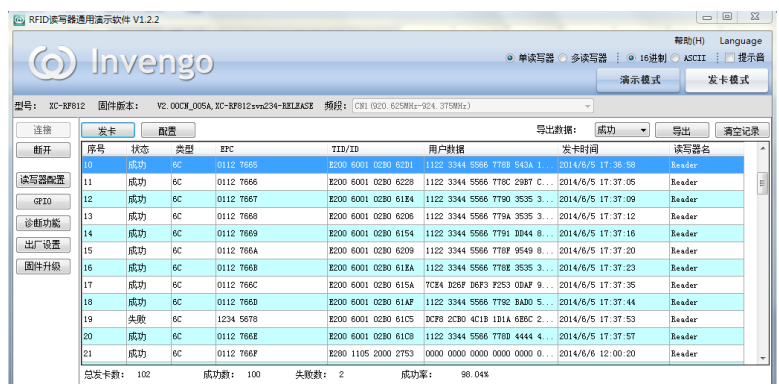 RFID读写器通用演示软件 V1.2.2
帮助(H) Language
Invengo
单读写器 多读写器 16进制 ASCII 提示音
演示模式 发卡模式
型号: XC-RF812 固件版本: V2.00CN_005A,XC-RF812svn234-RELEASE 频段: CN1(920.625MHz-924.375MHz)
连接 发卡 配置 导出数据: 成功 导出 清空记录
断开
读写器配置
GPIO
诊断功能
出厂设置
固件升级
序号 状态 类型 EPC TID/ID 用户数据 发卡时间 读写器名
10 成功 6C 0112 7665 E200 6001 02B0 62D1 1122 3344 5566 778B 543A 1... 2014/6/5 17:36:58 Reader
11 成功 6C 0112 7666 E200 6001 02B0 6228 1122 3344 5566 778C 29B7 C... 2014/6/5 17:37:05 Reader
12 成功 6C 0112 7667 E200 6001 02B0 61E4 1122 3344 5566 7790 3535 3... 2014/6/5 17:37:09 Reader
13 成功 6C 0112 7668 E200 6001 02B0 6206 1122 3344 5566 779A 3535 3... 2014/6/5 17:37:12 Reader
14 成功 6C 0112 7669 E200 6001 02B0 6154 1122 3344 5566 7791 DD44 8... 2014/6/5 17:37:16 Reader
15 成功 6C 0112 766A E200 6001 02B0 6209 1122 3344 5566 778F 9549 8... 2014/6/5 17:37:20 Reader
16 成功 6C 0112 766B E200 6001 02B0 61EA 1122 3344 5566 778E 3535 3... 2014/6/5 17:37:23 Reader
17 成功 6C 0112 766C E200 6001 02B0 615A 7CE4 D26F D6F3 F253 0DAF 9... 2014/6/5 17:37:35 Reader
18 成功 6C 0112 766D E200 6001 02B0 61AF 1122 3344 5566 7792 BAD0 5... 2014/6/5 17:37:44 Reader
19 失败 6C 1234 5678 E200 6001 02B0 61C5 DCF8 2CB0 4C1B 1D1A 6E6C 2... 2014/6/5 17:37:53 Reader
20 成功 6C 0112 766E E200 6001 02B0 61C8 1122 3344 5566 778D 4444 4... 2014/6/5 17:37:57 Reader
21 成功 6C 0112 766F E280 1105 2000 2753 0000 0000 0000 0000 0000 0... 2014/6/6 12:00:20 Reader
总发卡数: 102 成功数: 100 失败数: 2 成功率: 98.04%